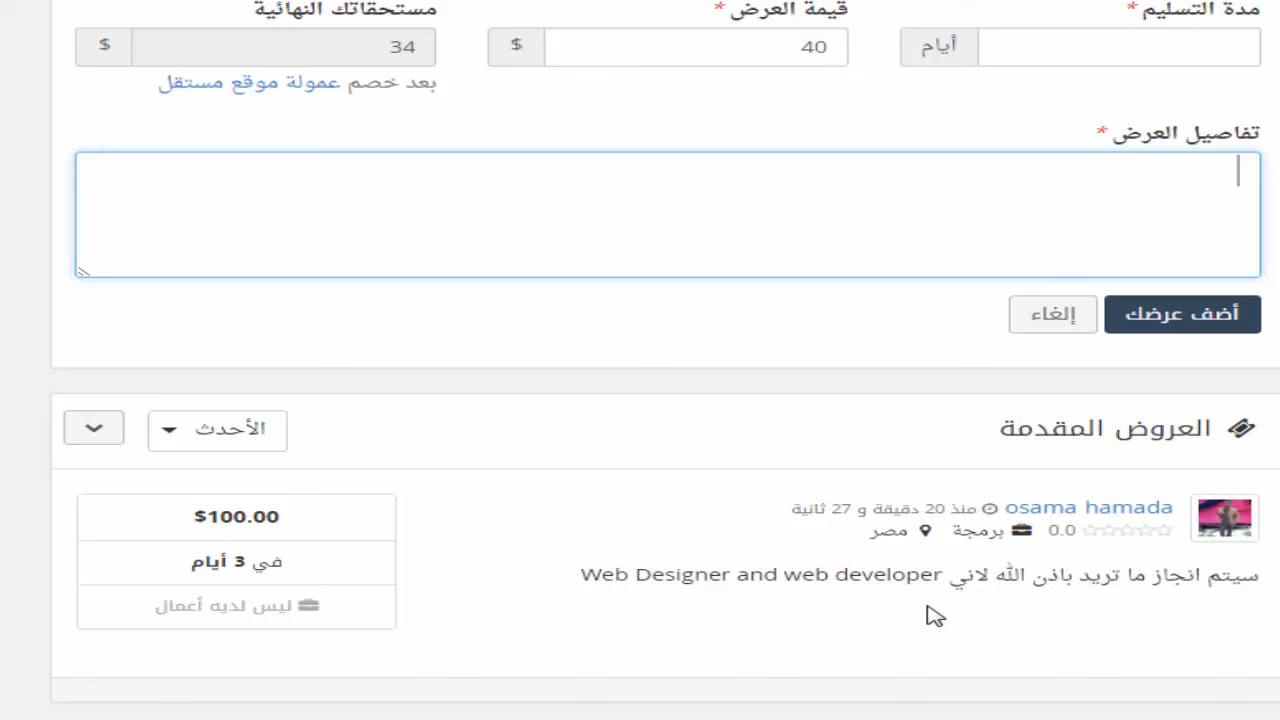 مدة التسليم *
أيام
قيمة العرض *
40
$
مستحقاتك النهائية
34
$
بعد خصم عمولة موقع مستقل
تفاصيل العرض *
أضف عرضك
إلغاء
العروض المقدمة
الأحدث
osama hamada منذ 20 دقيقة و 27 ثانية
0.0 برمجة مصر
سيتم انجاز ما تريد باذن الله لاني Web Designer and web developer
$100.00
في 3 أيام
ليس لديه أعمال